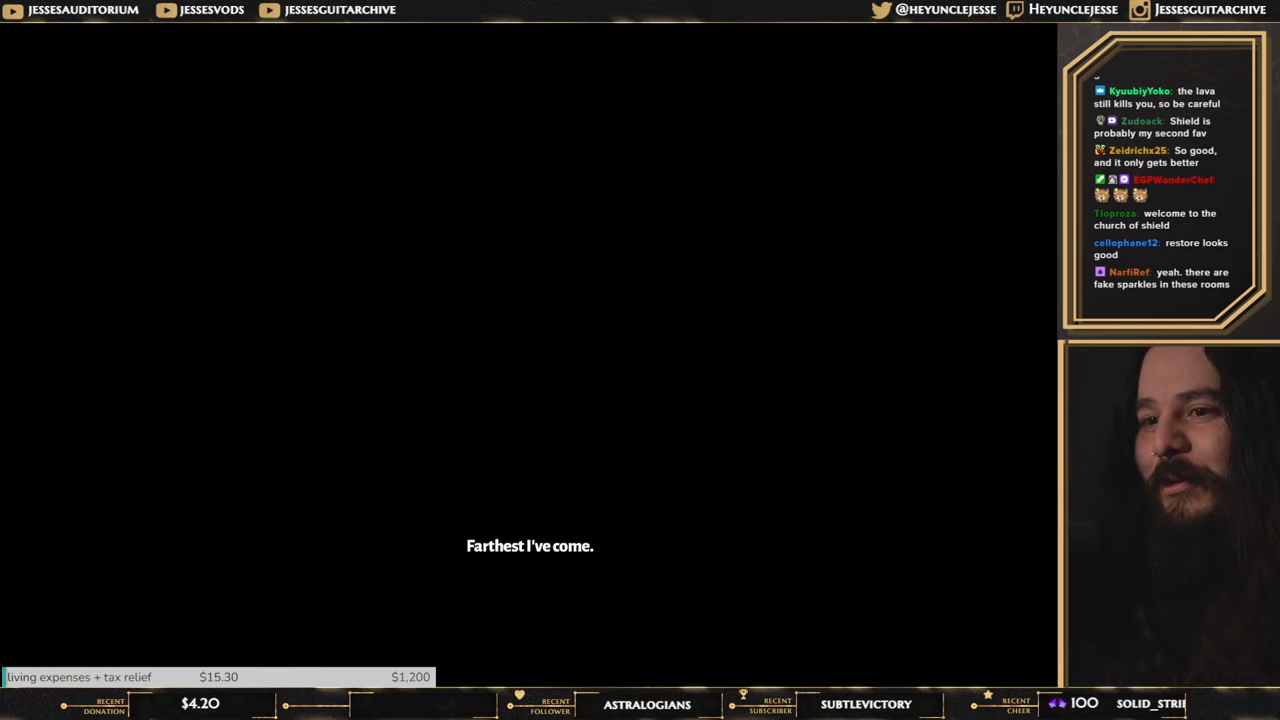 JESSESAUDITORIUM JESSESVODS JESSESGUITARCHIVE @HEYUNCLEJESSE HEYUNCLEJESSE JESSESGUITARCHIVE
KyuubiyYoko: the lava
still kills you, so be careful
Zudoack: Shield is
probably my second fav
Zeidrichx25: So good,
and it only gets better
EGPWonderChef
Tioproza: welcome to the
church of shield
cellophane12: restore looks
good
NarfiRef: yeah. there are
fake sparkles in these rooms
Farthest I've come.
living expenses + tax relief $15.30 $1,200
RECENT DONATION $4.20
RECENT FOLLOWER ASTRALOGIANS
RECENT SUBSCRIBER SUBTLEVICTORY
RECENT CHEER 100 SOLID_STRI